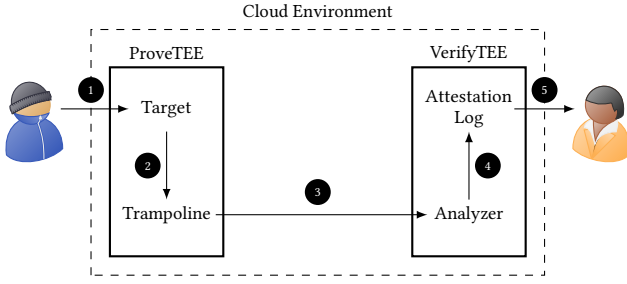 Cloud Environment
ProveTEE
VerifyTEE
1
Target
2
Trampoline
3
Attestation
Log
5
4
Analyzer